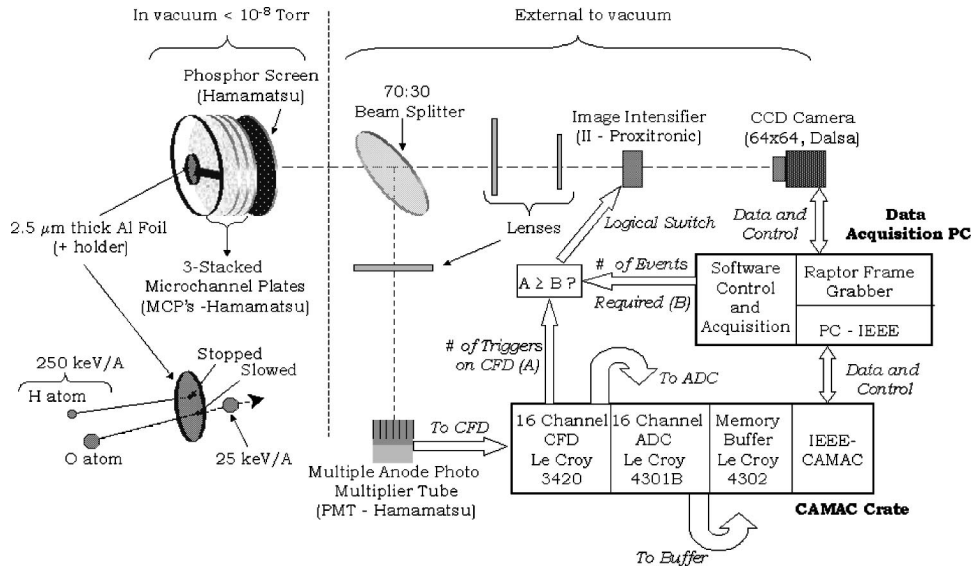 In vacuum < 10⁻⁸ Torr
External to vacuum
Phosphor Screen
(Hamamatsu)
70:30
Beam Splitter
Image Intensifier
(II - Proxitronic)
CCD Camera
(64x64, Dalsa)
2.5 µm thick Al Foil
(+ holder)
3-Stacked
Microchannel Plates
(MCP's -Hamamatsu)
Lenses
Logical Switch
Data and
Control
Data
Acquisition PC
A ≥ B ?
# of Events
Required (B)
Software
Control
and
Acquisition
Raptor Frame
Grabber
PC - IEEE
# of Triggers
on CFD (A)
To ADC
Data and
Control
250 keV/A
H atom
Stopped
Slowed
O atom
25 keV/A
To CFD
Multiple Anode Photo
Multiplier Tube
(PMT - Hamamatsu)
16 Channel
CFD
Le Croy
3420
16 Channel
ADC
Le Croy
4301B
Memory
Buffer
Le Croy
4302
IEEE-
CAMAC
CAMAC Crate
To Buffer